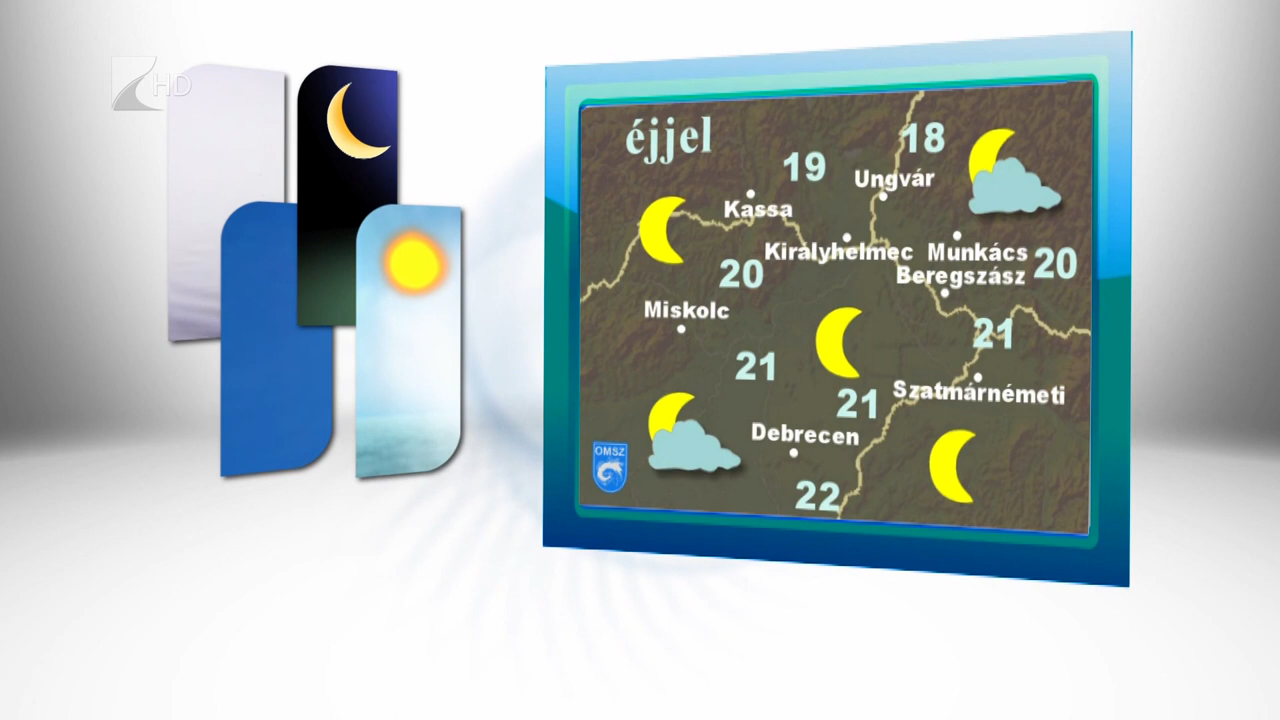 HD
éjjel
18
19
Ungvár
Kassa
Királyhelmec
Munkács
20
20
Beregszász
Miskolc
21
21
Szatmárnémeti
21
Debrecen
OMSZ
22